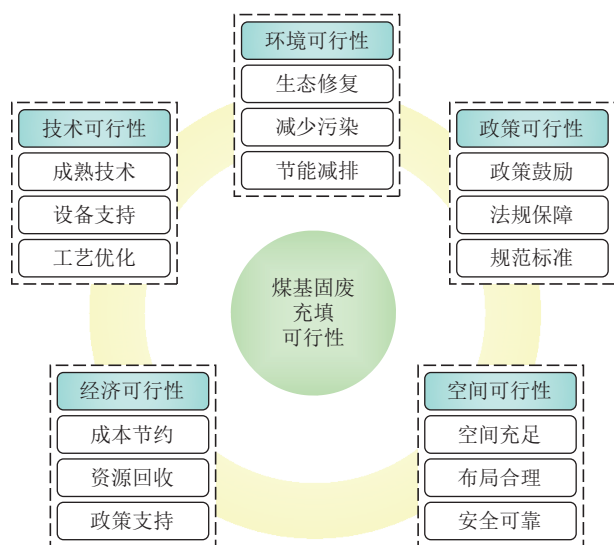 环境可行性
生态修复
减少污染
节能减排
技术可行性
成熟技术
设备支持
工艺优化
政策可行性
政策鼓励
法规保障
规范标准
煤基固废
充填
可行性
经济可行性
成本节约
资源回收
政策支持
空间可行性
空间充足
布局合理
安全可靠